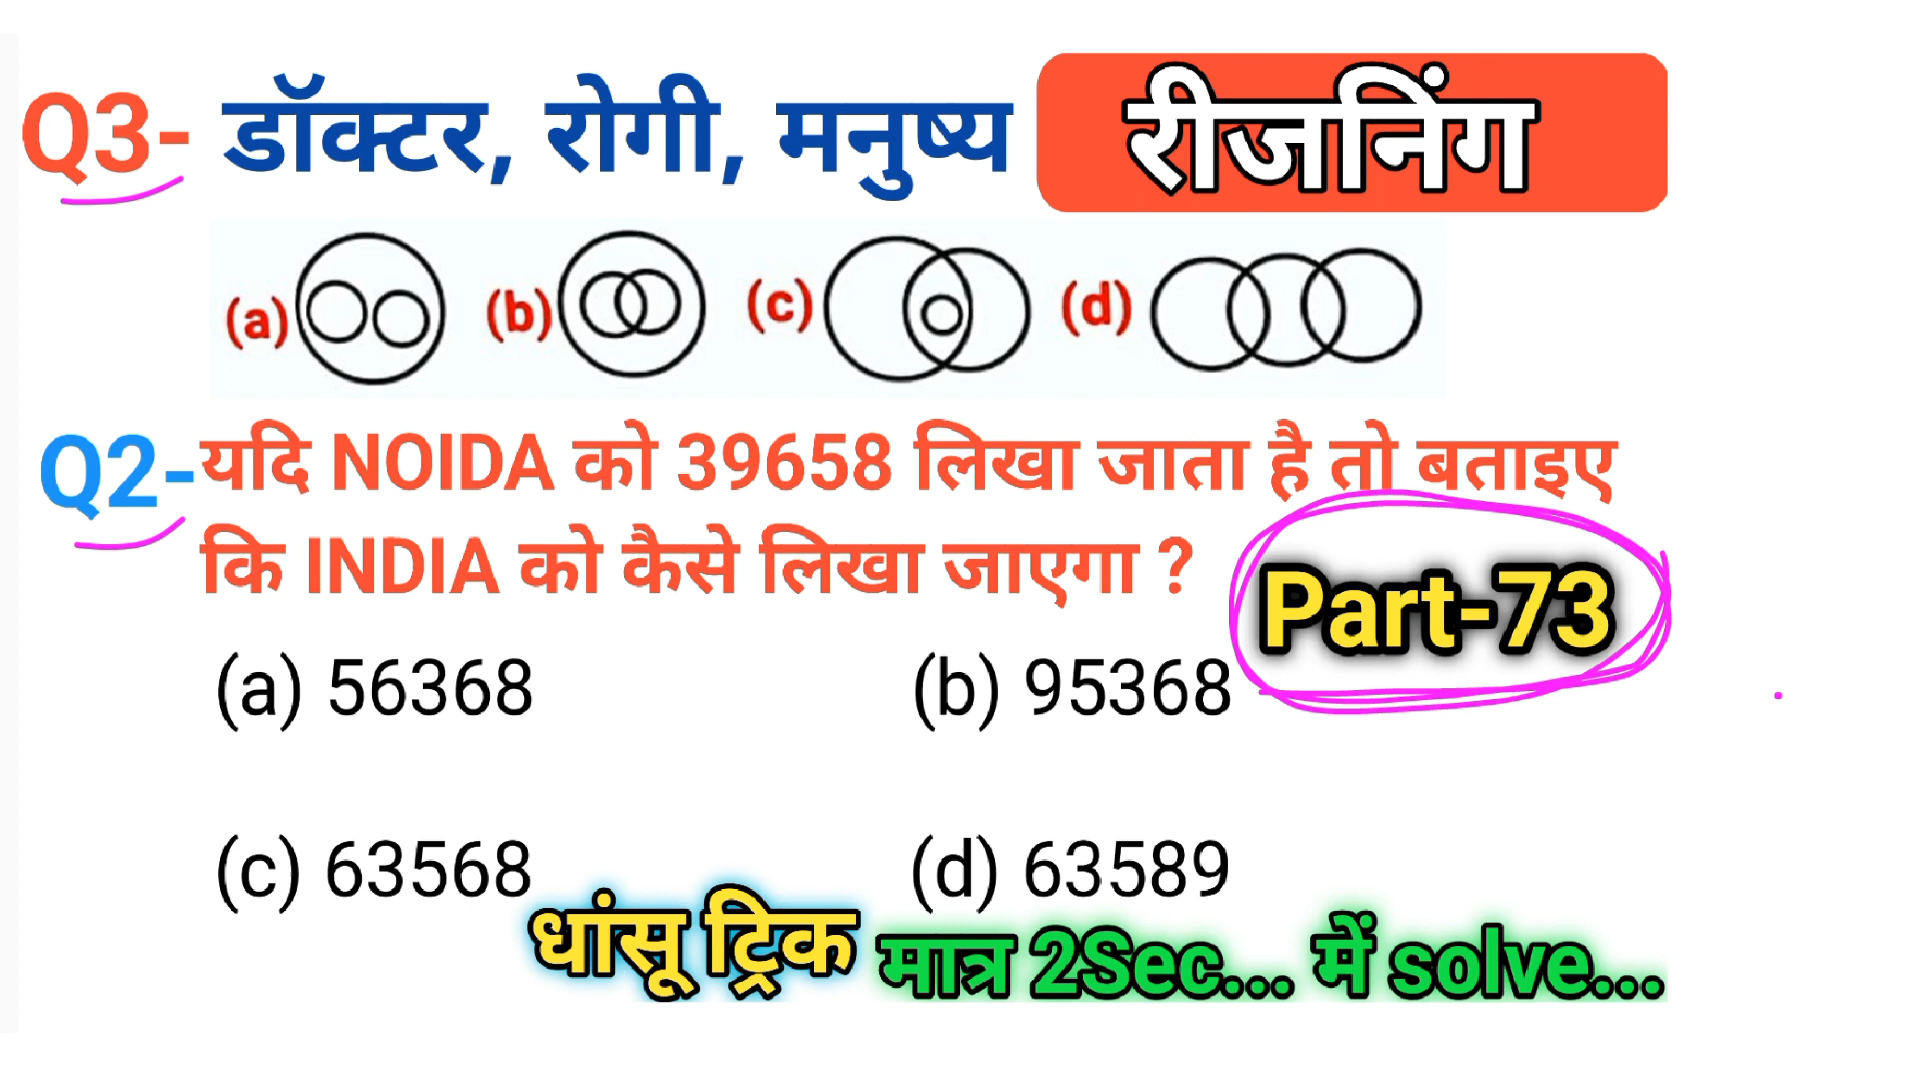 Q3- डॉक्टर, रोगी, मनुष्य रीजनिंग
(a) (b) (c) (d)
Q2- यदि NOIDA को 39658 लिखा जाता है तो बताइए
कि INDIA को कैसे लिखा जाएगा ?
Part-73
(a) 56368 (b) 95368
(c) 63568 (d) 63589
धांसू ट्रिक मात्र 2Sec... में solve...